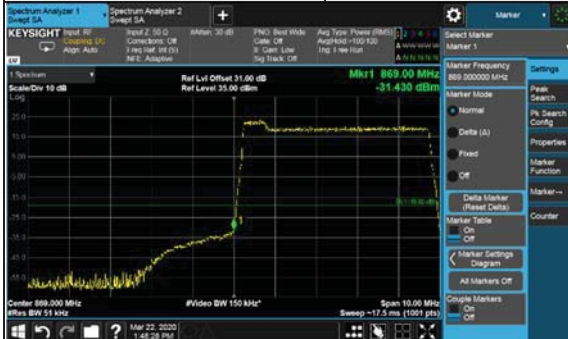 Spectrum Analyzer 1
Swept SA
Spectrum Analyzer 2
Swept SA
Marker
KEYSIGHT
Input: RF
Coupling: DC
Align: Auto
Input Z: 50 Ω
Corrections: Off
Freq Ref: Int (S)
NFE: Adaptive
#Atten: 30 dB
PNO: Best Wide
Gate: Off
IF Gain: Low
Sig Track: Off
Avg Type: Power (RMS)
Avg|Hold >100/100
Trig: Free Run
1 Spectrum
Scale/Div 10 dB
Log
Ref Lvl Offset 31.00 dB
Ref Level 35.00 dBm
Mkr1 869.00 MHz
-31.430 dBm
25.0
15.0
5.00
-5.00
-15.0
-25.0
-35.0
-45.0
-55.0
Center 869.000 MHz
#Res BW 51 kHz
#Video BW 150 kHz*
Span 10.00 MHz
Sweep ~17.5 ms (1001 pts)
Mar 22, 2020
1:48:28 PM
Select Marker
Marker 1
Marker Frequency
869.000000 MHz
Marker Mode
Normal
Delta (Δ)
Fixed
Off
Delta Marker
(Reset Delta)
Marker Table
On
Off
Marker Settings
Diagram
All Markers Off
Couple Markers
On
Off
Settings
Peak
Search
Pk Search
Config
Properties
Marker
Function
Marker→
Counter